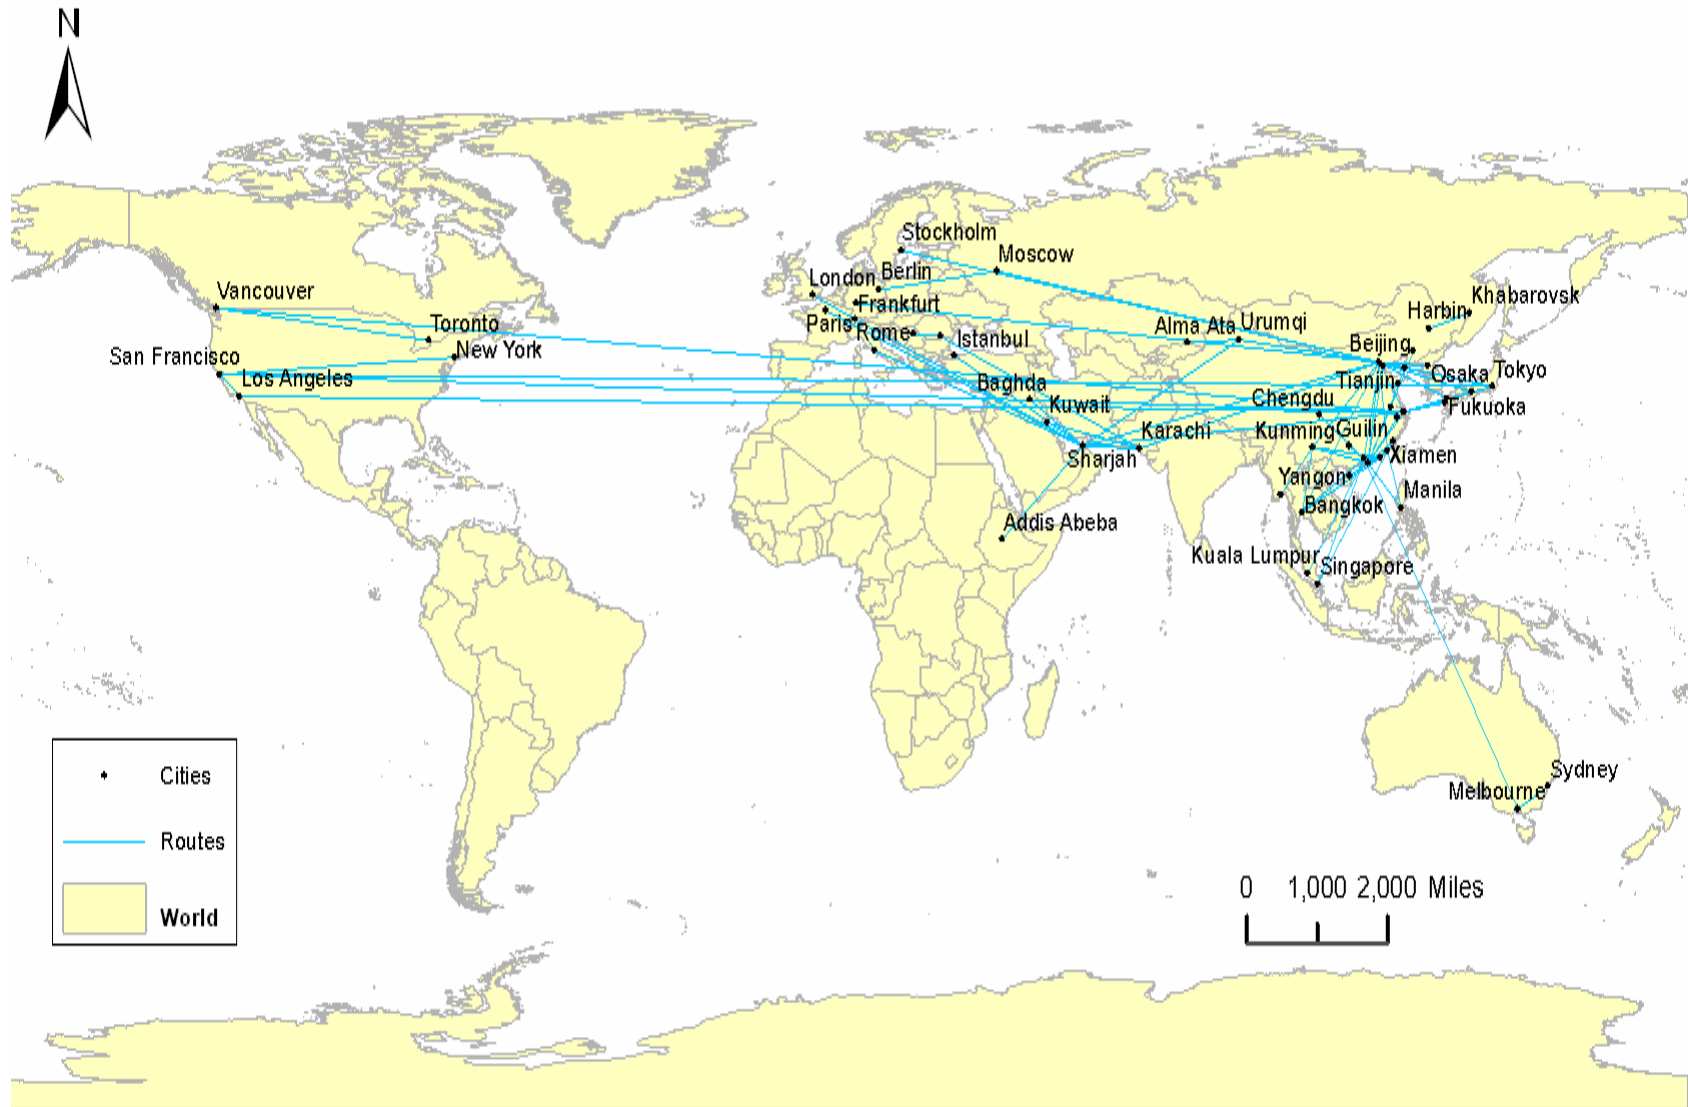 N
Stockholm
Moscow
London
Berlin
Vancouver
Frankfurt
Khabarovsk
Harbin
Toronto
Paris
Rome
Istanbul
Alma Ata
Urumqi
Beijing
New York
San Francisco
Los Angeles
Baghda
Tianjin
Osaka
Tokyo
Kuwait
Chengdu
Fukuoka
Karachi
Kunming
Guilin
Sharjah
Xiamen
Yangon
Manila
Bangkok
Addis Abeba
Kuala Lumpur
Singapore
Sydney
Melbourne
Cities
Routes
World
0 1,000 2,000 Miles